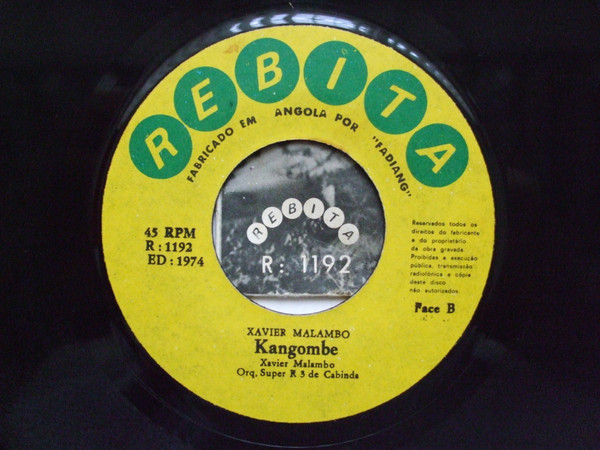 REBITA
FABRICADO EM ANGOLA POR "FADIANG"
REBITA
R: 1192
45 RPM
R : 1192
ED : 1974
Reservados todos os
direitos do fabricante
e do proprietário
da obra gravada.
Proibidas a execução
pública, transmissão
radiofónica e cópia
deste disco
não autorizados.
Face B
XAVIER MALAMBO
Kangombe
Xavier Malambo
Orq. Super R 3 de Cabinda